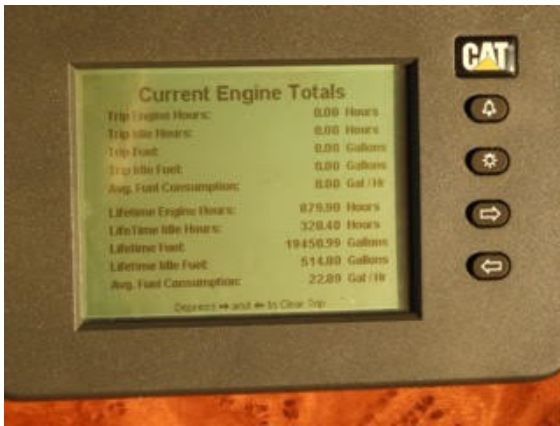 CAT
Current Engine Totals
Trip Engine Hours: 0.00 Hours
Trip Idle Hours: 0.00 Hours
Trip Fuel: 0.00 Gallons
Trip Idle Fuel: 0.00 Gallons
Avg. Fuel Consumption: 0.00 Gal / Hr
Lifetime Engine Hours: 879.90 Hours
LifeTime Idle Hours: 320.40 Hours
Lifetime Fuel: 19450.99 Gallons
Lifetime Idle Fuel: 514.00 Gallons
Avg. Fuel Consumption: 22.09 Gal / Hr
Depress ➡ and ⬅ to Clear Trip